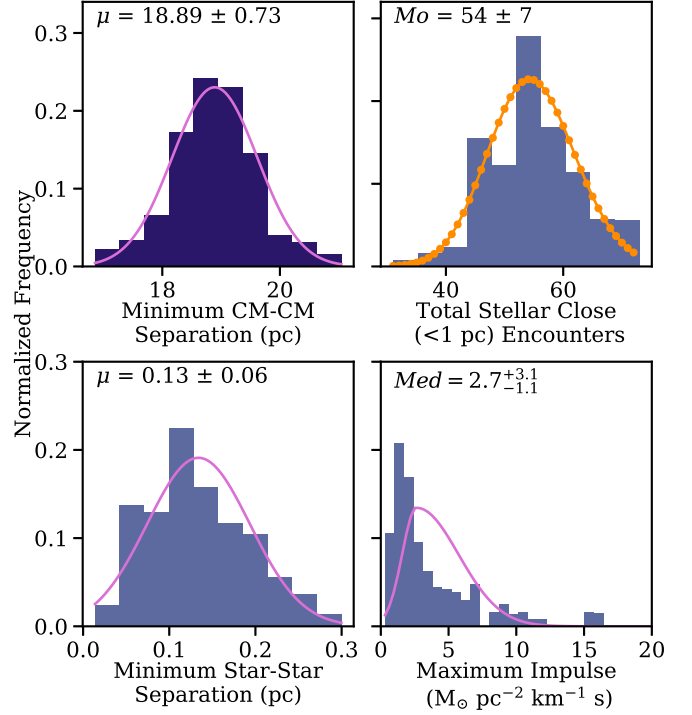 Normalized Frequency
μ = 18.89 ± 0.73
0.3
0.2
0.1
0.0
18
20
Minimum CM-CM
Separation (pc)
Mo = 54 ± 7
40
60
Total Stellar Close
(<1 pc) Encounters
μ = 0.13 ± 0.06
0.3
0.2
0.1
0.0
0.0
0.1
0.2
0.3
Minimum Star-Star
Separation (pc)
Med = 2.7^{+3.1}_{-1.1}
0
5
10
15
20
Maximum Impulse
(M⊙ pc⁻² km⁻¹ s)